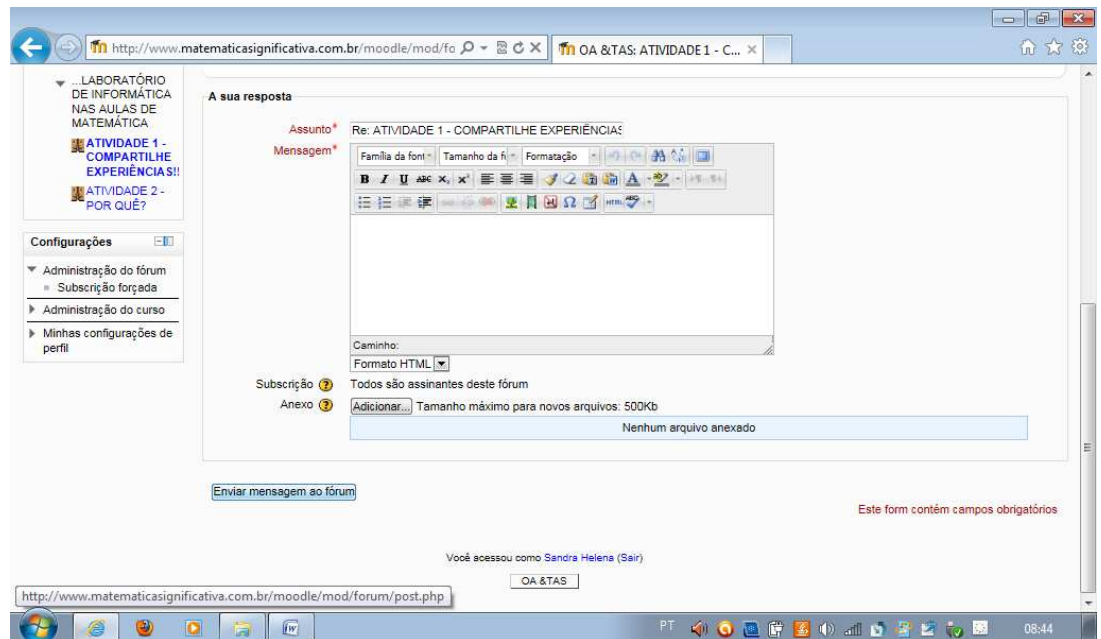 http://www.matematicasignificativa.com.br/moodle/mod/fo
OA &TAS: ATIVIDADE 1 - C...
...LABORATÓRIO
DE INFORMÁTICA
NAS AULAS DE
MATEMÁTICA
ATIVIDADE 1 -
COMPARTILHE
EXPERIÊNCIAS!!
ATIVIDADE 2 -
POR QUÊ?
Configurações
Administração do fórum
Subscrição forçada
Administração do curso
Minhas configurações de
perfil
A sua resposta
Assunto* Re: ATIVIDADE 1 - COMPARTILHE EXPERIÊNCIAS
Mensagem*
Família da font Tamanho da f Formatação
B I U ABC x, x² A ab
Ω HTML ABC
Caminho:
Formato HTML
Subscrição ? Todos são assinantes deste fórum
Anexo ? Adicionar... Tamanho máximo para novos arquivos: 500Kb
Nenhum arquivo anexado
Enviar mensagem ao fórum
Este form contém campos obrigatórios
Você acessou como Sandra Helena (Sair)
OA &TAS
http://www.matematicasignificativa.com.br/moodle/mod/forum/post.php
PT 08:44